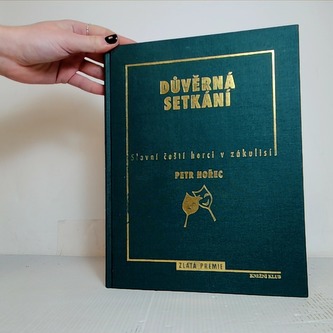 DŮVĚRNÁ
SETKÁNÍ
Slavní čeští herci v zákulisí
PETR HOŘEC
ZLATÁ PRÉMIE
KNIŽNÍ KLUB